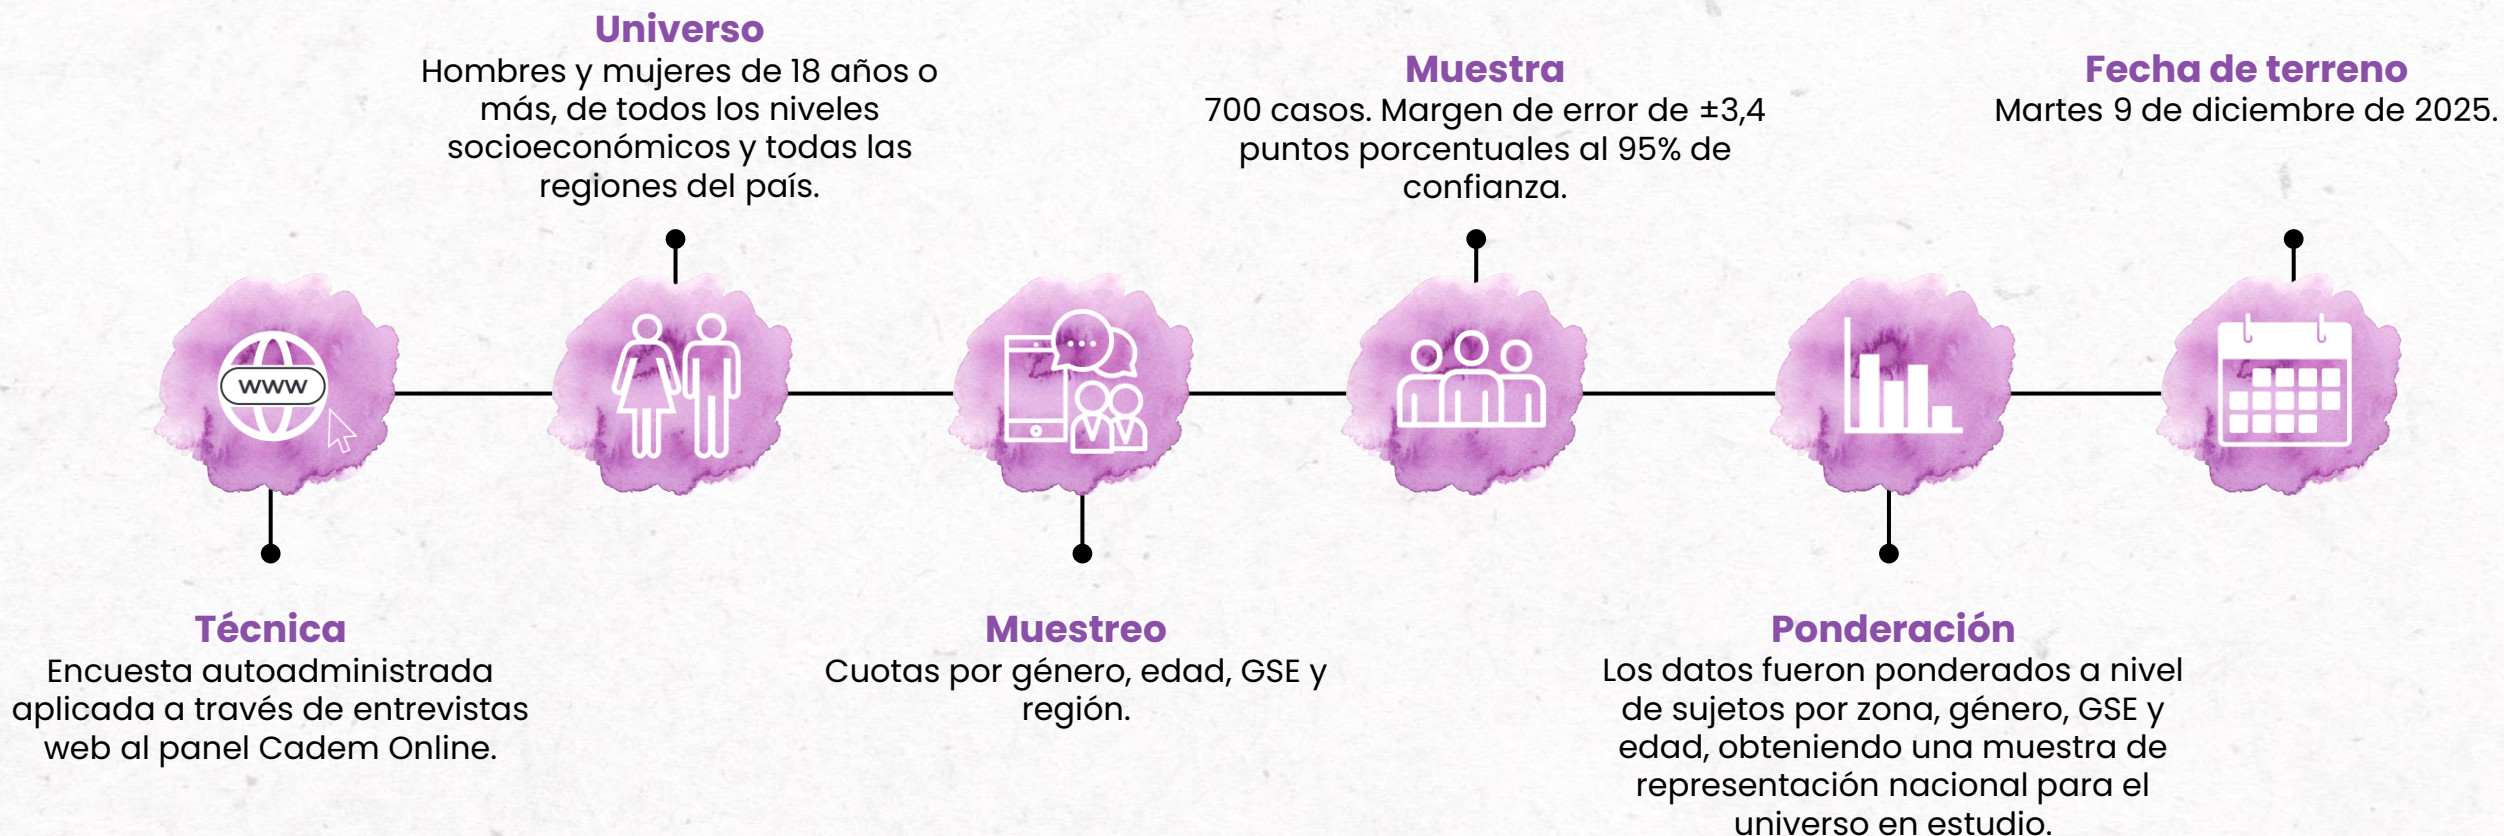 Universo
Hombres y mujeres de 18 años o
más, de todos los niveles
socioeconómicos y todas las
regiones del país.
Muestra
700 casos. Margen de error de ±3,4
puntos porcentuales al 95% de
confianza.
Fecha de terreno
Martes 9 de diciembre de 2025.
www
Técnica
Encuesta autoadministrada
aplicada a través de entrevistas
web al panel Cadem Online.
Muestreo
Cuotas por género, edad, GSE y
región.
Ponderación
Los datos fueron ponderados a nivel
de sujetos por zona, género, GSE y
edad, obteniendo una muestra de
representación nacional para el
universo en estudio.